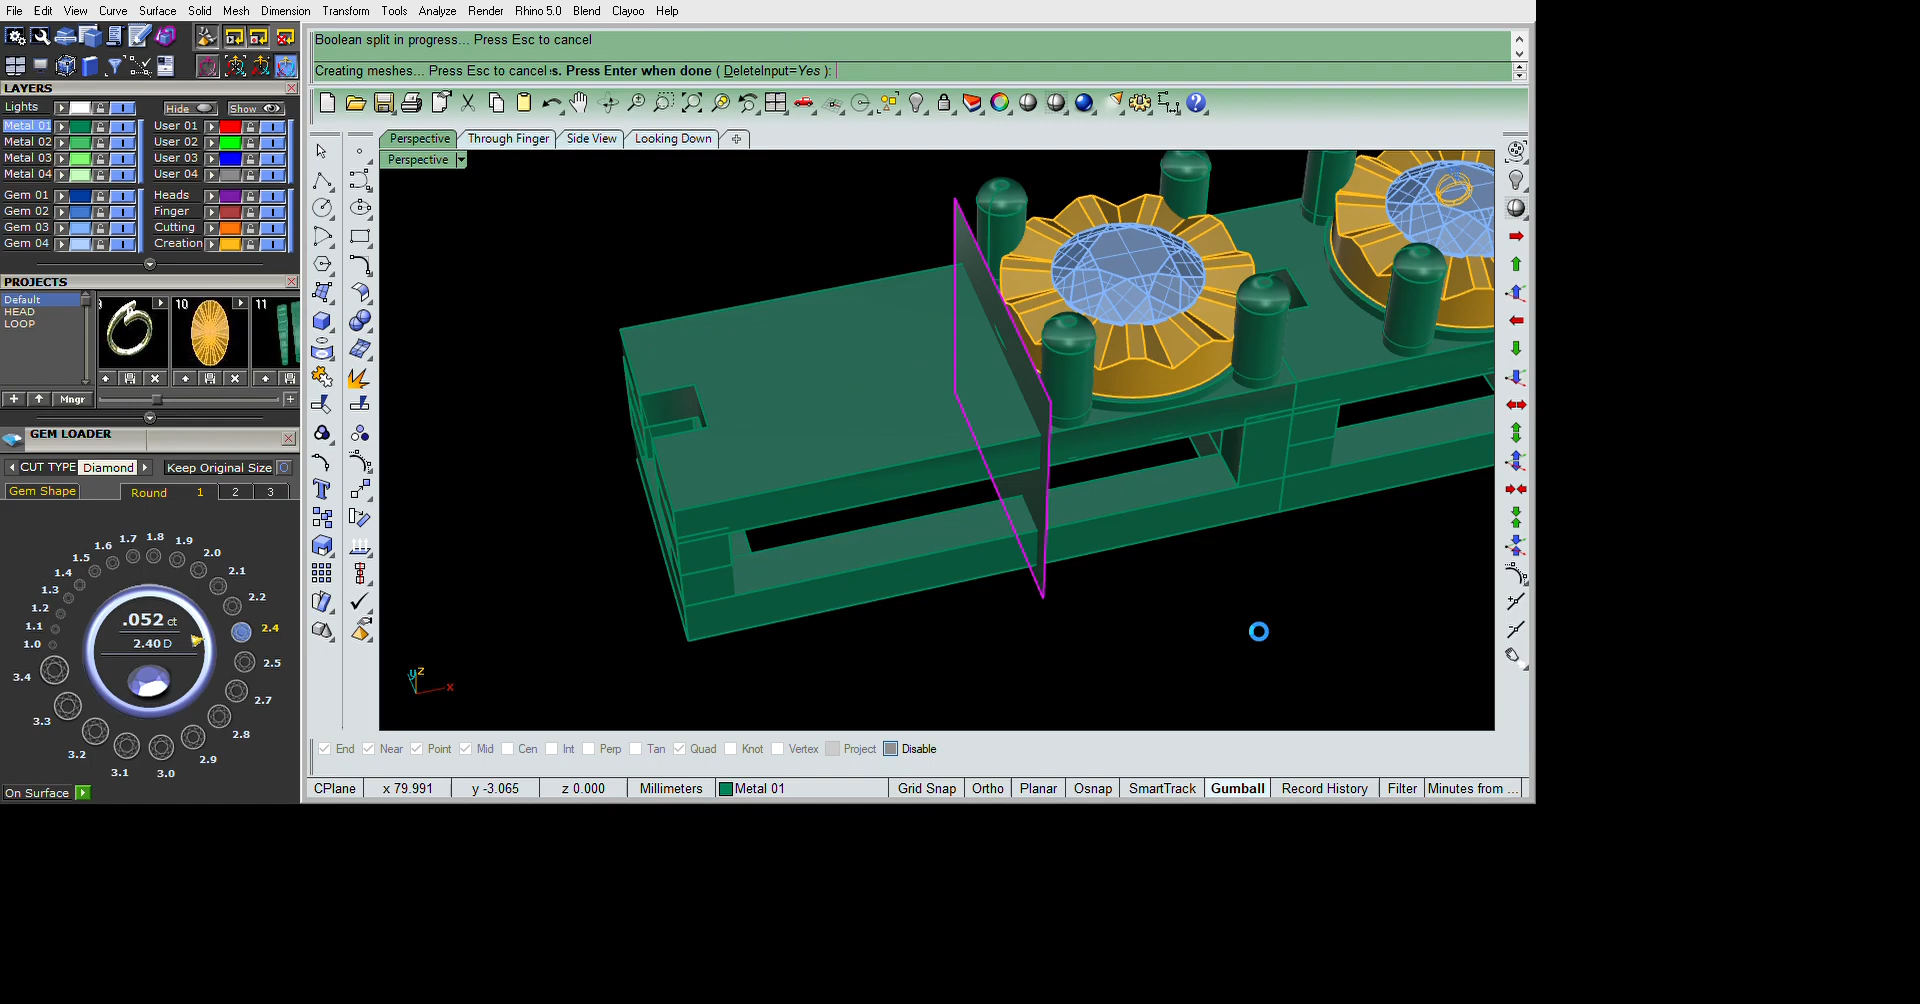 File Edit View Curve Surface Solid Mesh Dimension Transform Tools Analyze Render Rhino 5.0 Blend Clayoo Help
Boolean split in progress... Press Esc to cancel
Creating meshes... Press Esc to cancel s. Press Enter when done ( DeleteInput=Yes ):
LAYERS
Lights Hide Show
Metal 01 User 01
Metal 02 User 02
Metal 03 User 03
Metal 04 User 04
Gem 01 Heads
Gem 02 Finger
Gem 03 Cutting
Gem 04 Creation
PROJECTS
Default
HEAD
LOOP
9 10 11
Mngr
GEM LOADER
CUT TYPE Diamond Keep Original Size
Gem Shape Round 1 2 3
1.0
1.1
1.2
1.3
1.4
1.5
1.6
1.7
1.8
1.9
2.0
2.1
2.2
2.4
2.5
2.7
2.8
2.9
3.0
3.1
3.2
3.3
3.4
.052 ct
2.40 D
On Surface
Perspective Through Finger Side View Looking Down
Perspective
z
y
x
End Near Point Mid Cen Int Perp Tan Quad Knot Vertex Project Disable
CPlane x 79.991 y -3.065 z 0.000 Millimeters Metal 01 Grid Snap Ortho Planar Osnap SmartTrack Gumball Record History Filter Minutes from ...